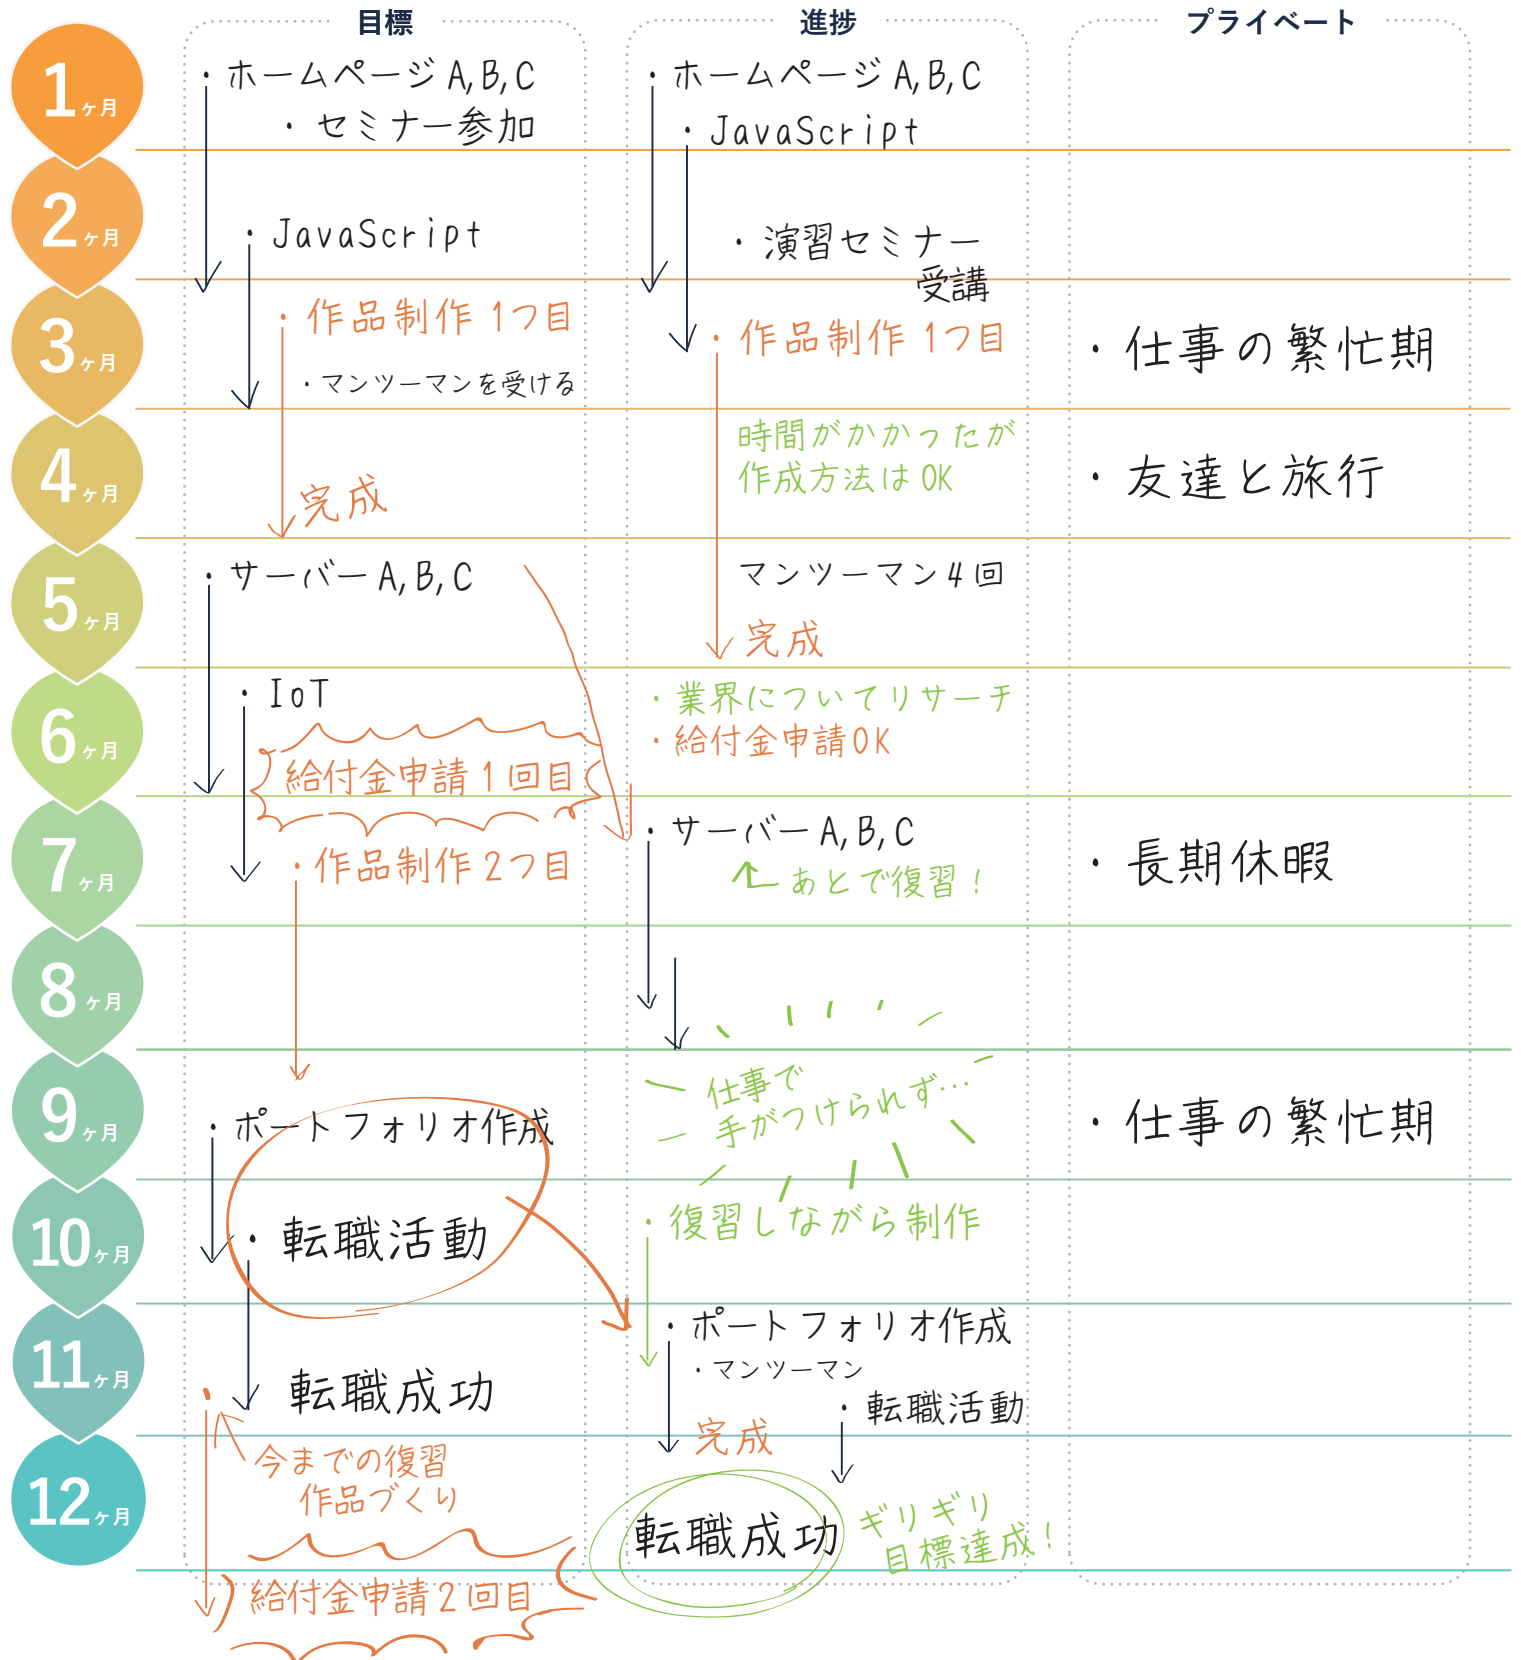 目標
進捗
プライベート
1ヶ月
・ホームページ A, B, C
・セミナー参加
・ホームページ A, B, C
・JavaScript
2ヶ月
・JavaScript
・演習セミナー
受講
3ヶ月
・作品制作 1つ目
・マンツーマンを受ける
・作品制作 1つ目
・仕事の繁忙期
4ヶ月
完成
時間がかかったが
作成方法は OK
・友達と旅行
5ヶ月
・サーバー A, B, C
マンツーマン 4回
完成
6ヶ月
・IoT
給付金申請 1回目
・業界についてリサーチ
・給付金申請OK
7ヶ月
・作品制作 2つ目
・サーバー A, B, C
あとで復習！
・長期休暇
8ヶ月
9ヶ月
・ポートフォリオ作成
仕事で
手がつけられず…
・仕事の繁忙期
10ヶ月
・転職活動
・復習しながら制作
11ヶ月
転職成功
・ポートフォリオ作成
・マンツーマン
・転職活動
完成
12ヶ月
・今までの復習
作品づくり
給付金申請 2回目
転職成功
ギリギリ
目標達成！